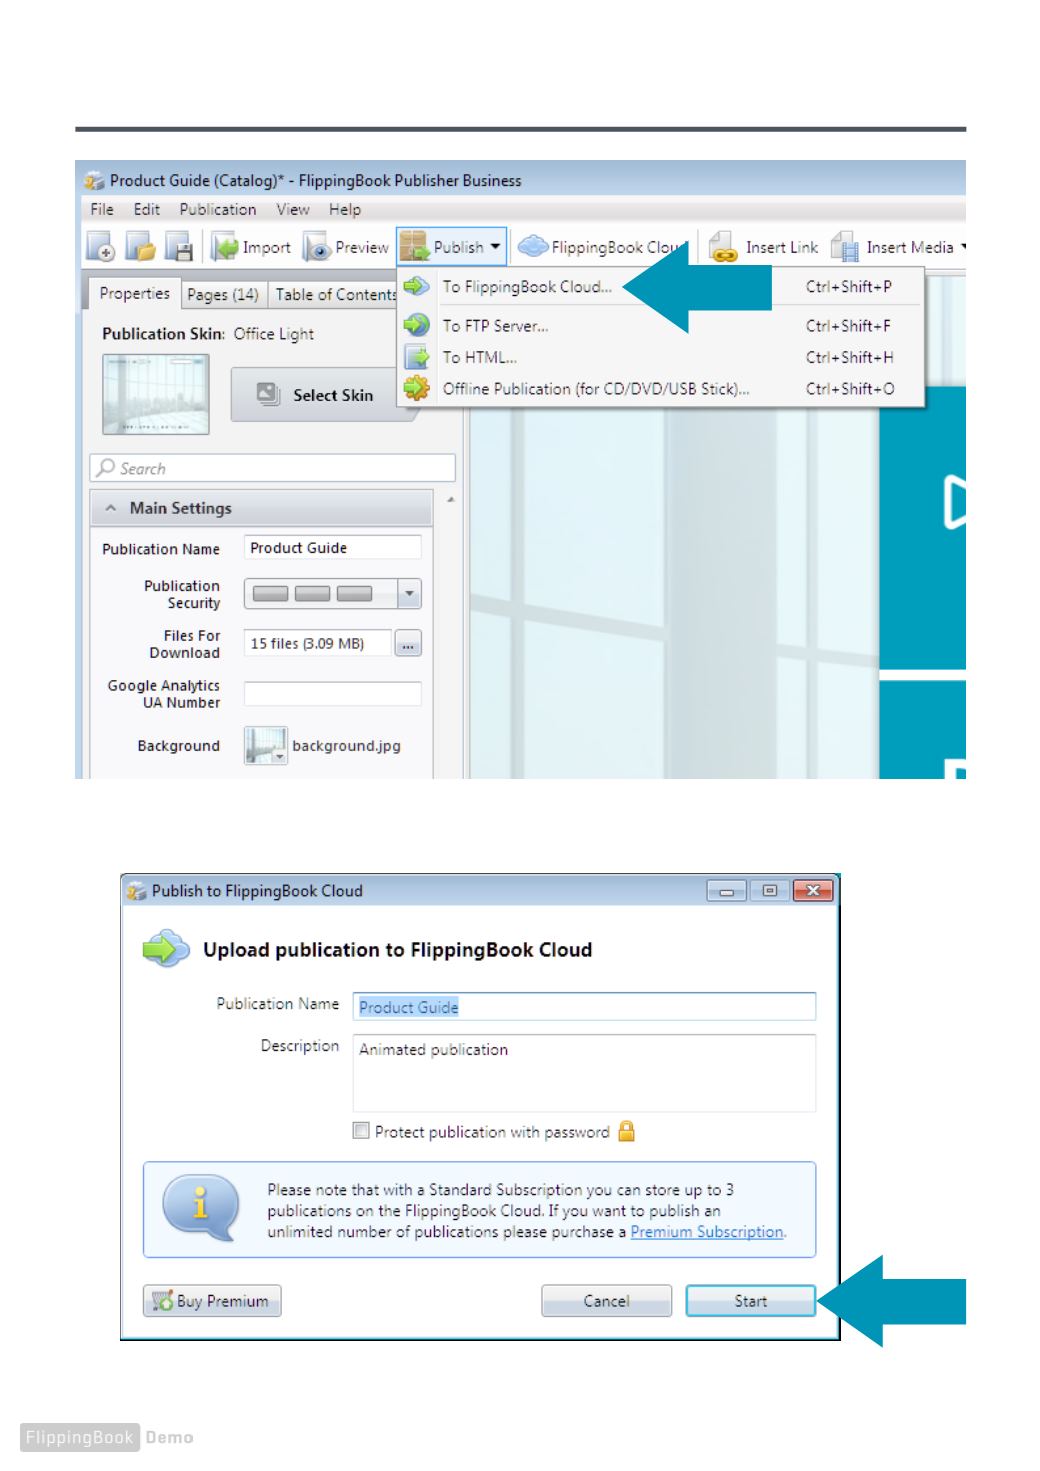 Product Guide (Catalog)* - FlippingBook Publisher Business
File Edit Publication View Help
Import Preview Publish FlippingBook Cloud Insert Link Insert Media
To FlippingBook Cloud... Ctrl+Shift+P
To FTP Server... Ctrl+Shift+F
To HTML... Ctrl+Shift+H
Offline Publication (for CD/DVD/USB Stick)... Ctrl+Shift+O
Properties Pages (14) Table of Contents
Publication Skin: Office Light
Select Skin
Search
Main Settings
Publication Name Product Guide
Publication
Security
Files For
Download 15 files (3.09 MB) ...
Google Analytics
UA Number
Background background.jpg
Publish to FlippingBook Cloud
Upload publication to FlippingBook Cloud
Publication Name Product Guide
Description Animated publication
Protect publication with password
Please note that with a Standard Subscription you can store up to 3
publications on the FlippingBook Cloud. If you want to publish an
unlimited number of publications please purchase a Premium Subscription.
Buy Premium Cancel Start
FlippingBook Demo